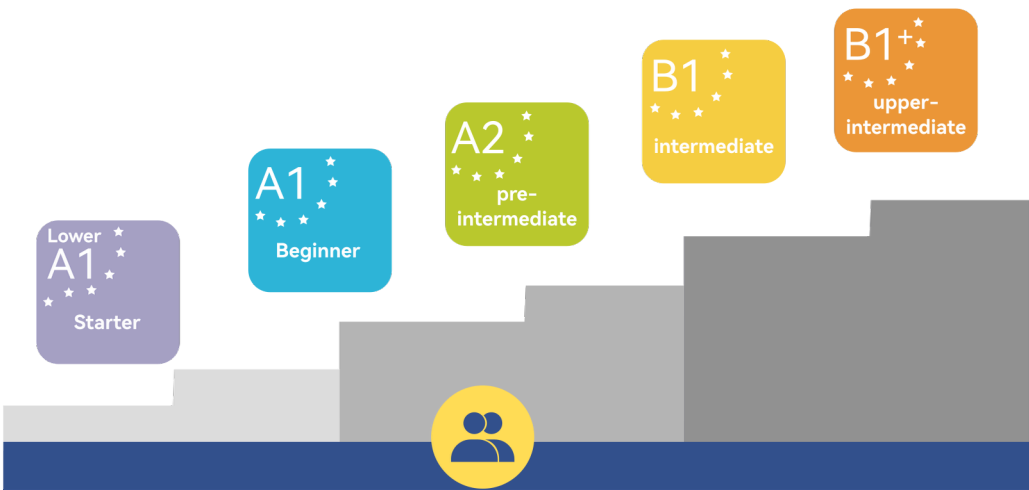 Lower
A1
Starter
A1
Beginner
A2
pre-
intermediate
B1
intermediate
B1+
upper-
intermediate